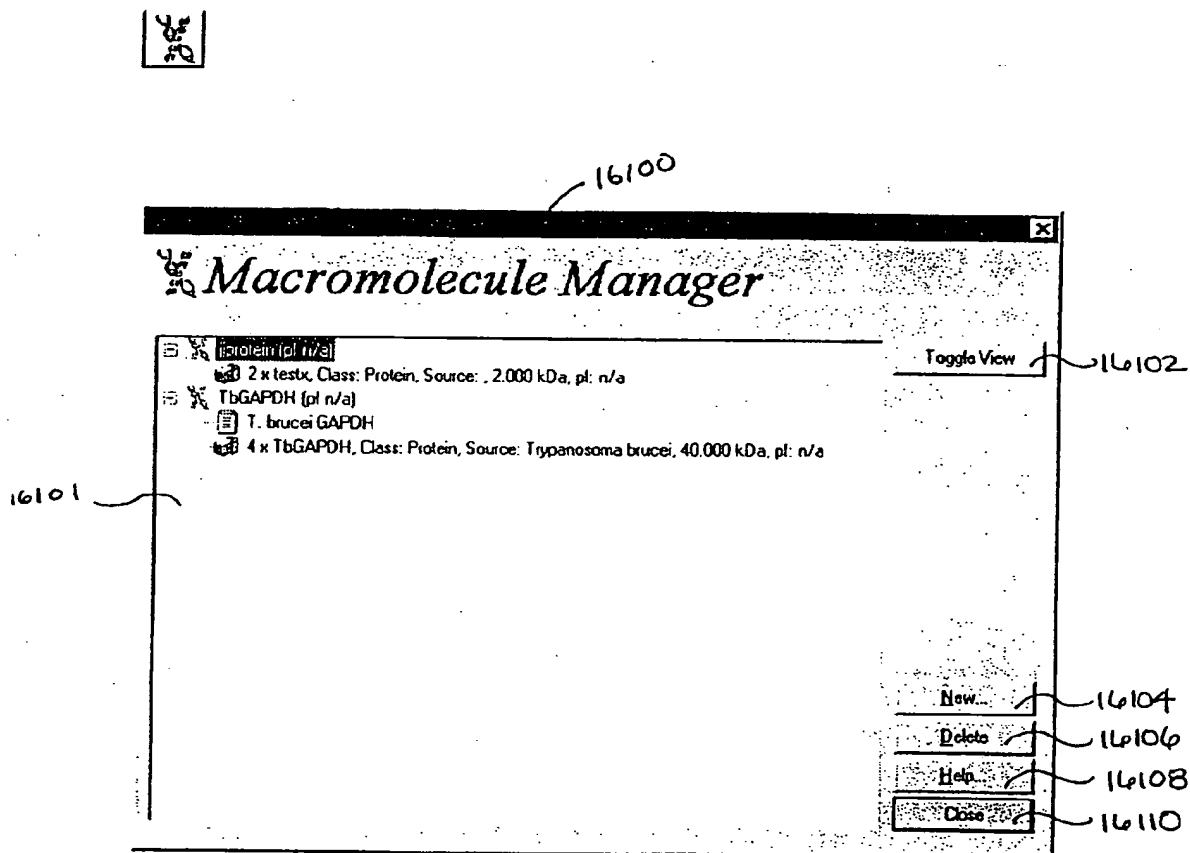 16100
Macromolecule Manager
protein (pI n/a)
2 x testx, Class: Protein, Source: , 2.000 kDa, pI: n/a
Toggle View
16102
TbGAPDH (pI n/a)
T. brucei GAPDH
4 x TbGAPDH, Class: Protein, Source: Trypanosoma brucei, 40.000 kDa, pI: n/a
16101
New...
16104
Delete
16106
Help...
16108
Close
16110